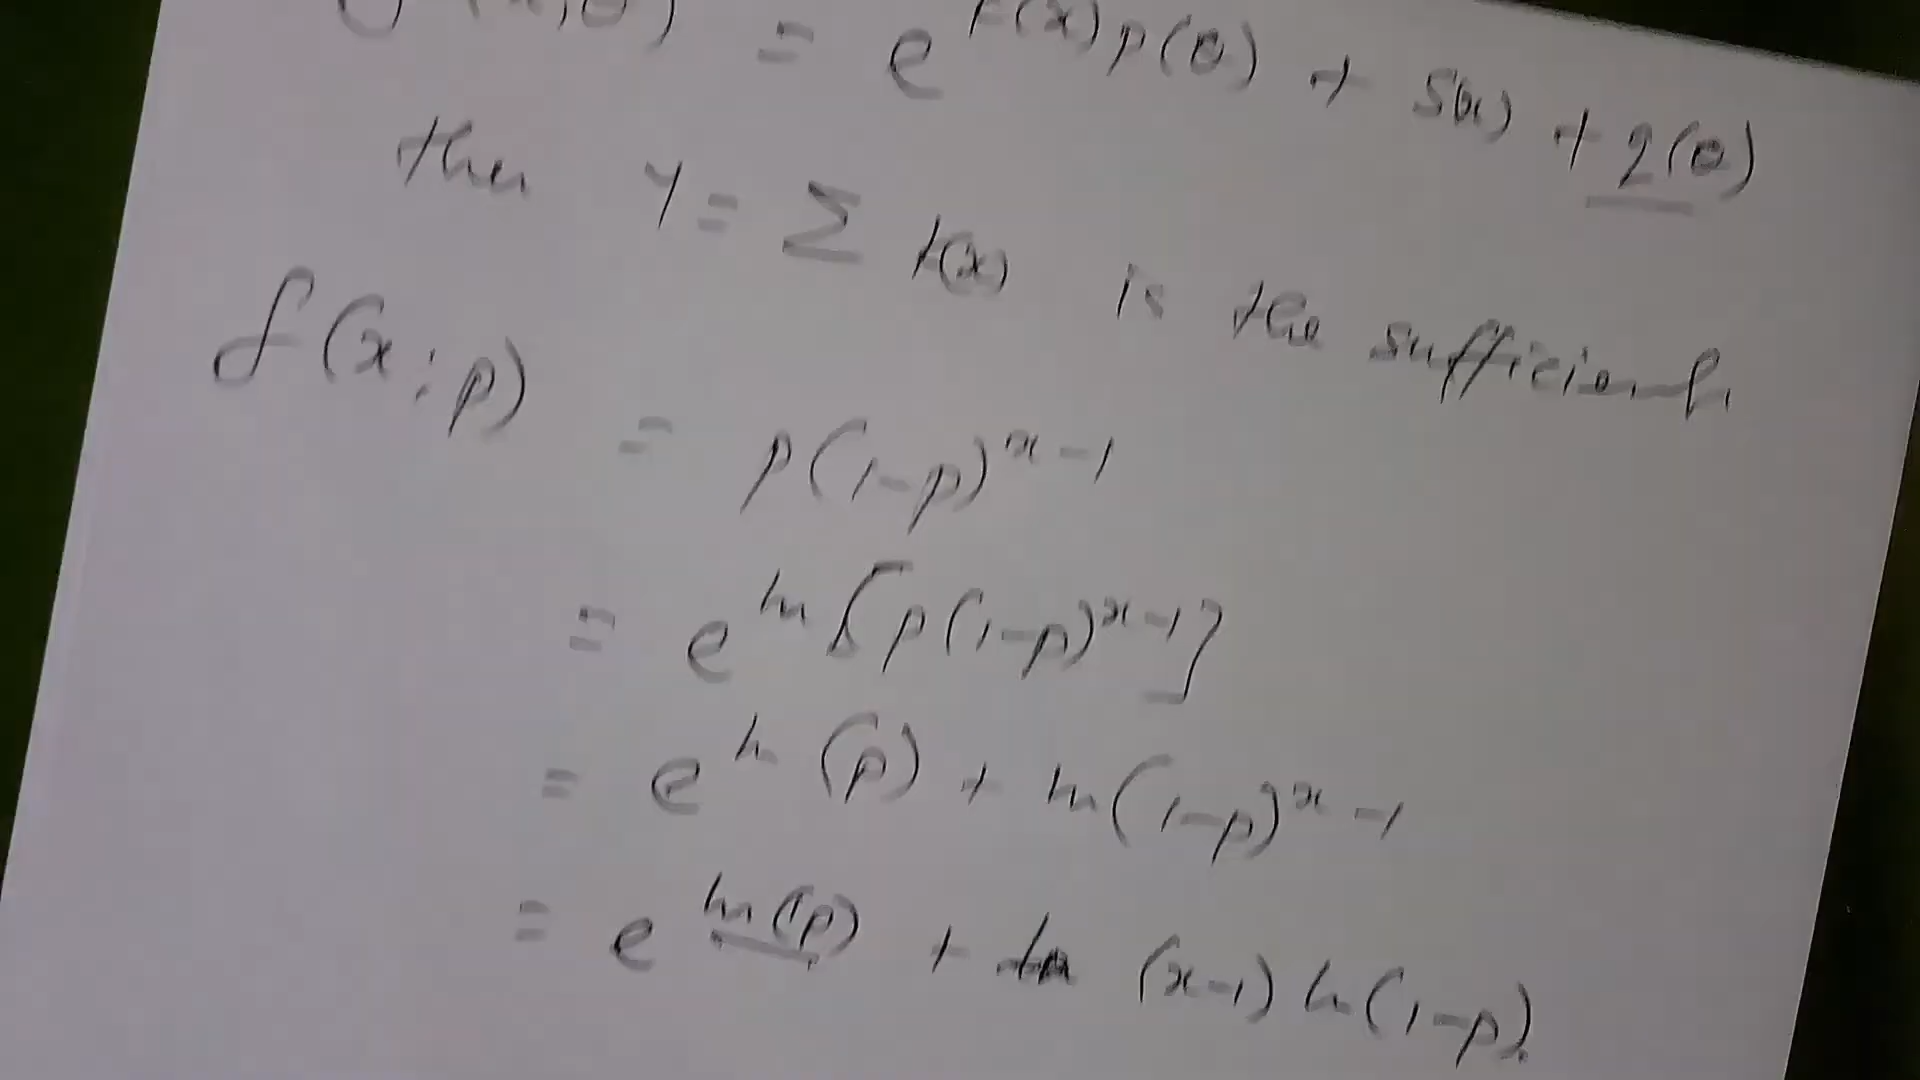 (x,θ) = e^{k(x)p(θ) + s(x) + q(θ)}
then Y = Σ k(x) is the sufficient
f(x;p) = p(1-p)^{x-1}
= e^{ln[p(1-p)^{x-1}]}
= e^{ln(p) + ln(1-p)^{x-1}}
= e^{ln(p) + (x-1)ln(1-p)}